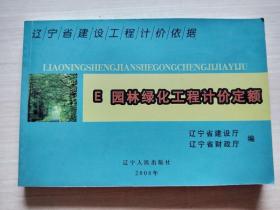 辽宁省建设工程计价依据
LIAONINGSHENGJIANSHEGONGCHENGJIJIAYIJU
E 园林绿化工程计价定额
辽宁省建设厅
辽宁省财政厅 编
辽宁人民出版社
2008年